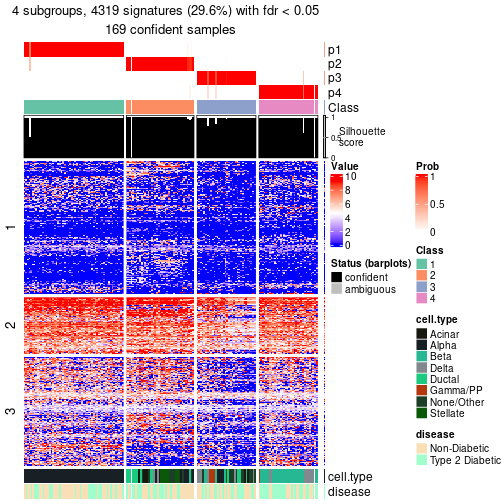 4 subgroups, 4319 signatures (29.6%) with fdr < 0.05
169 confident samples
p1
p2
p3
p4
Class
1
0.5
0
Silhouette
score
1
2
3
cell.type
disease
Value
10
8
6
4
2
0
Status (barplots)
confident
ambiguous
Prob
1
0.5
0
Class
1
2
3
4
cell.type
Acinar
Alpha
Beta
Delta
Ductal
Gamma/PP
None/Other
Stellate
disease
Non-Diabetic
Type 2 Diabetic